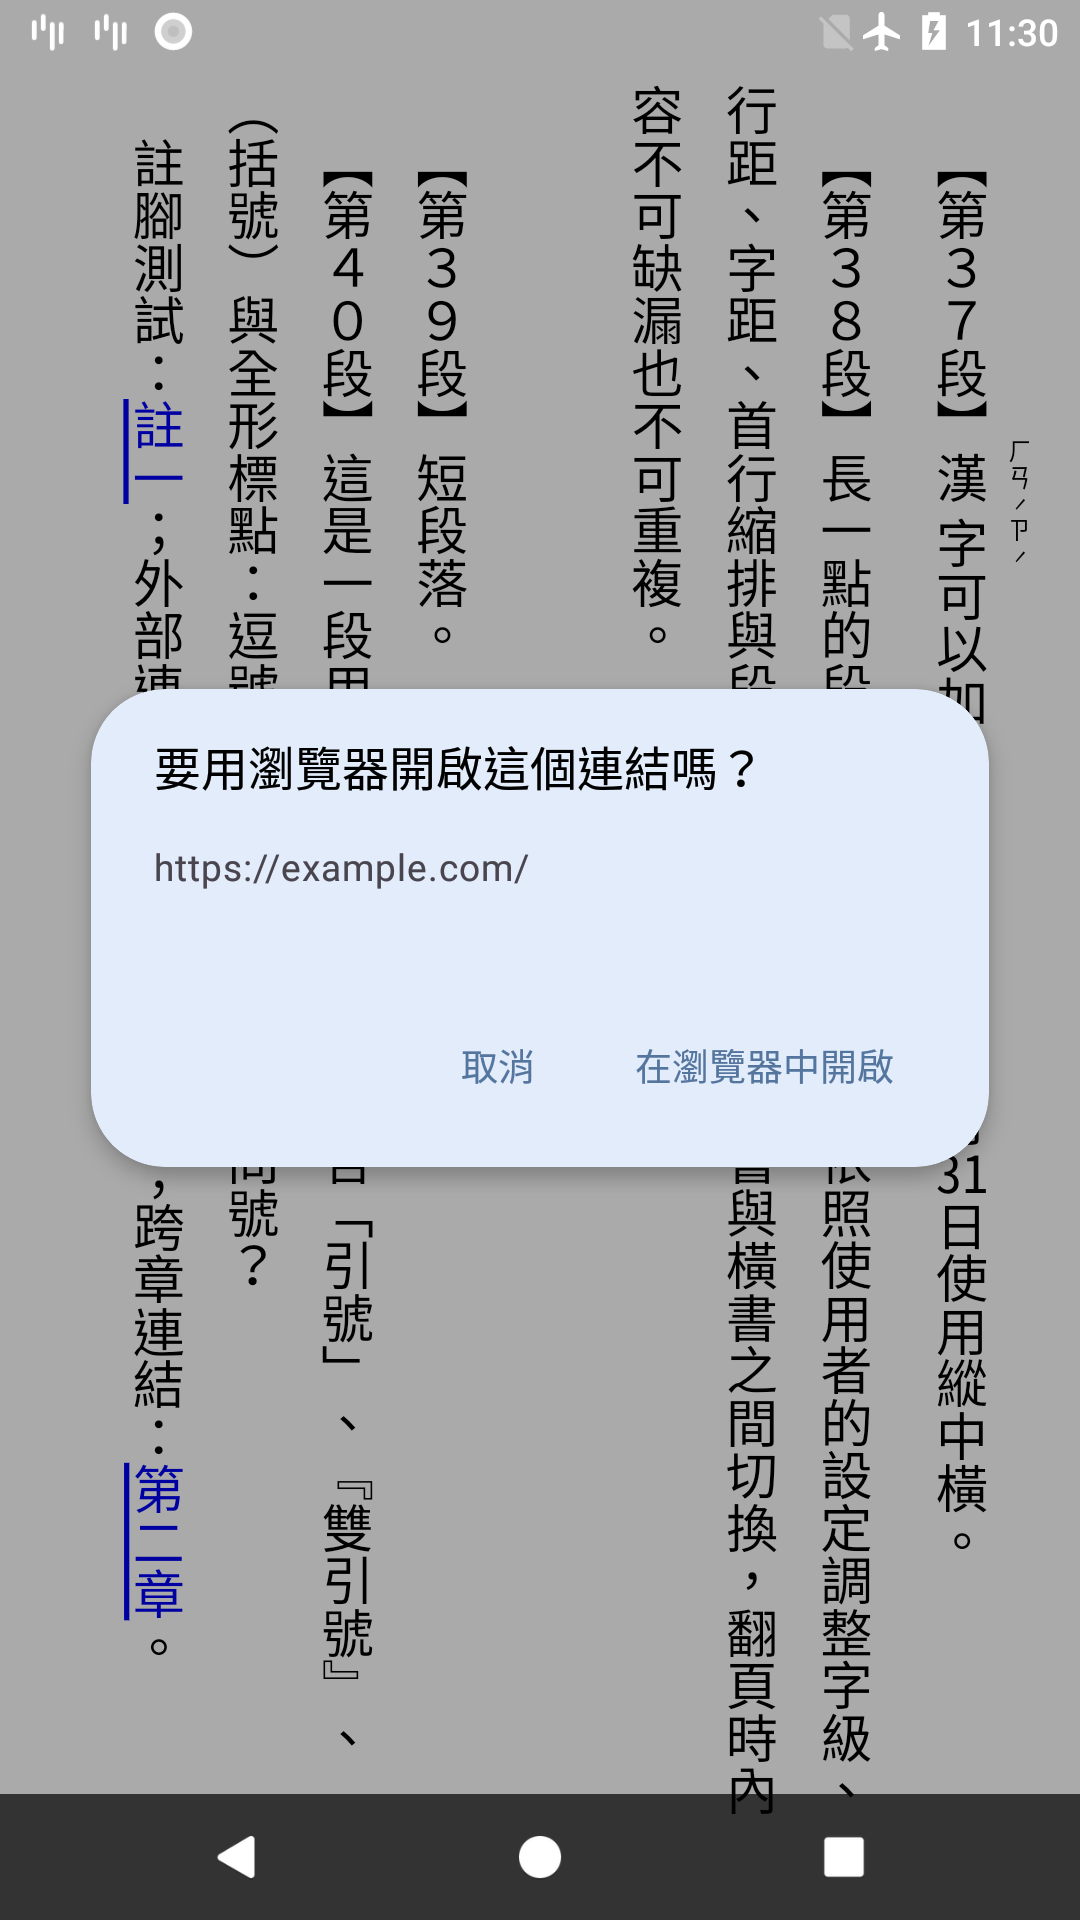 11:30
ㄏㄢˊㄗˊ
【第３７段】漢字可以加
31日使用縱中橫。
【第３８段】長一點的段
依照使用者的設定調整字級、
行距、字距、首行縮排與段
書與橫書之間切換，翻頁時內
容不可缺漏也不可重複。
【第３９段】短段落。
【第４０段】這是一段用
「引號」、『雙引號』、
（括號）與全形標點：逗號
問號？
註腳測試：註一；外部連
，跨章連結：第二章。
要用瀏覽器開啟這個連結嗎？
https://example.com/
取消
在瀏覽器中開啟